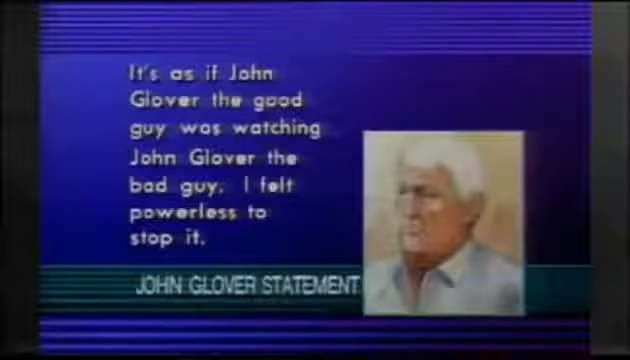 It's as if John
Glover the good
guy was watching
John Glover the
bad guy. I felt
powerless to
stop it.
JOHN GLOVER STATEMENT